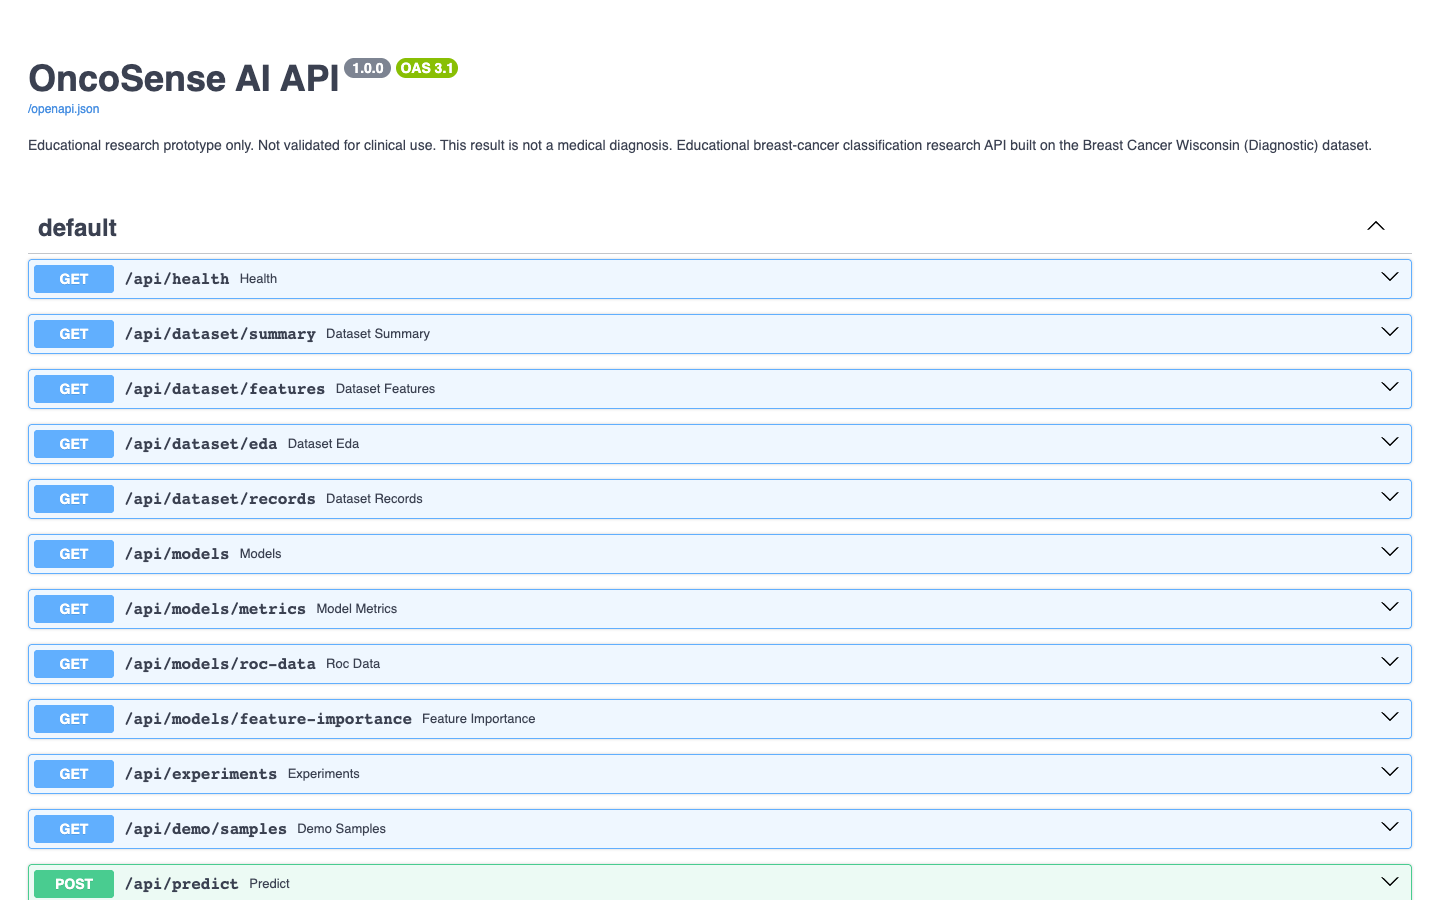 OncoSense AI API 1.0.0 OAS 3.1
/openapi.json
Educational research prototype only. Not validated for clinical use. This result is not a medical diagnosis. Educational breast-cancer classification research API built on the Breast Cancer Wisconsin (Diagnostic) dataset.
default
GET /api/health Health
GET /api/dataset/summary Dataset Summary
GET /api/dataset/features Dataset Features
GET /api/dataset/eda Dataset Eda
GET /api/dataset/records Dataset Records
GET /api/models Models
GET /api/models/metrics Model Metrics
GET /api/models/roc-data Roc Data
GET /api/models/feature-importance Feature Importance
GET /api/experiments Experiments
GET /api/demo/samples Demo Samples
POST /api/predict Predict